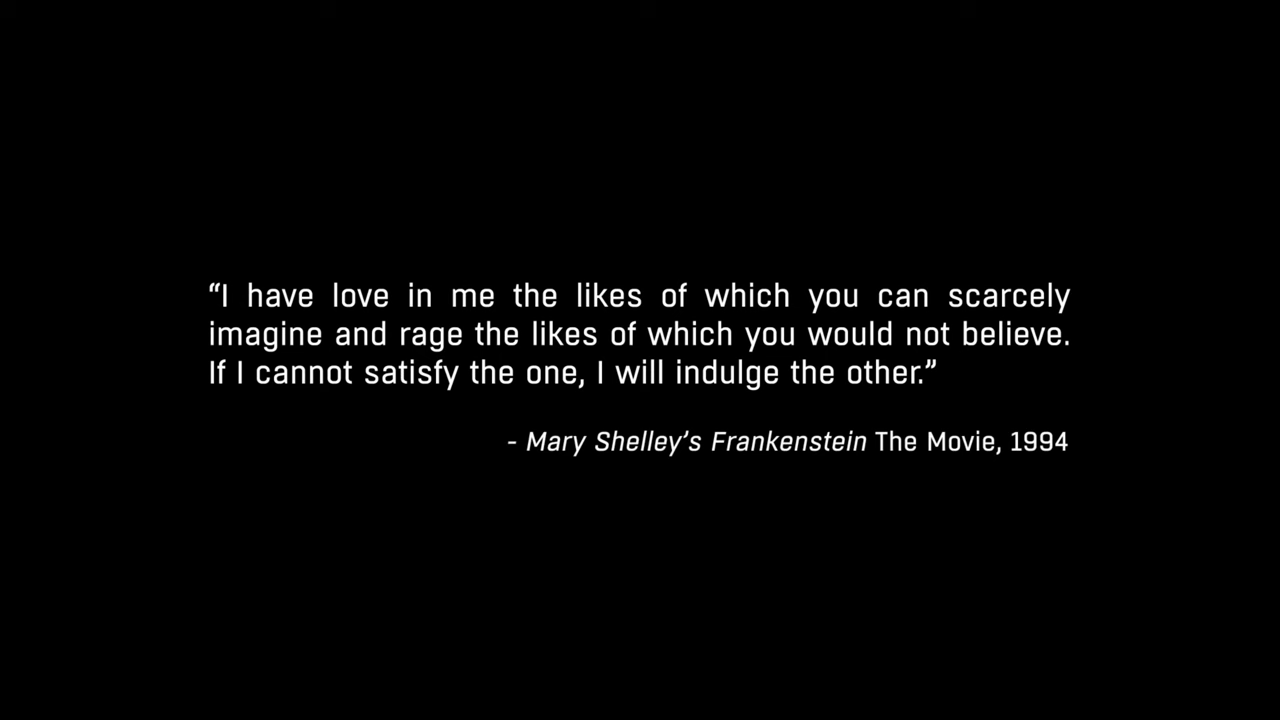 “I have love in me the likes of which you can scarcely
imagine and rage the likes of which you would not believe.
If I cannot satisfy the one, I will indulge the other.”
- Mary Shelley’s Frankenstein The Movie, 1994